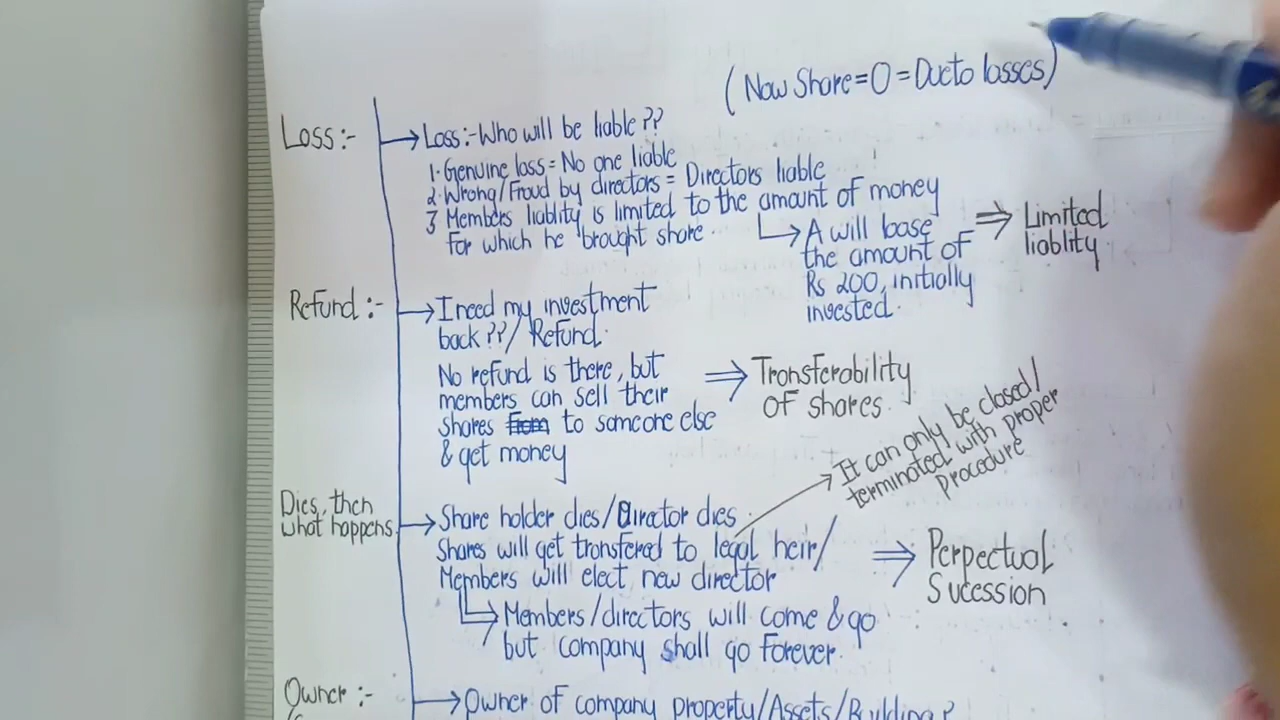 (Now Share=0=Due to losses)
Loss:- Loss:-Who will be liable??
1. Genuine loss = No one liable
2. Wrong/Fraud by directors = Directors liable
3 Members liablity is limited to the amount of money
for which he brought share.
A will lose
the amount of
Rs 200, initially
invested.
Limited
liablity
Refund:- I need my investment
back??/Refund.
No refund is there, but
members can sell their
shares from to someone else
& get money
Transferability
of shares.
It can only be closed/
terminated with proper
procedure
Dies, then
what happens
Share holder dies/Director dies
Shares will get transfered to legal heir/
Members will elect new director
Perpectual
Sucession
Members/directors will come & go
but company shall go forever.
Owner:- Owner of company property/Assets/Building?